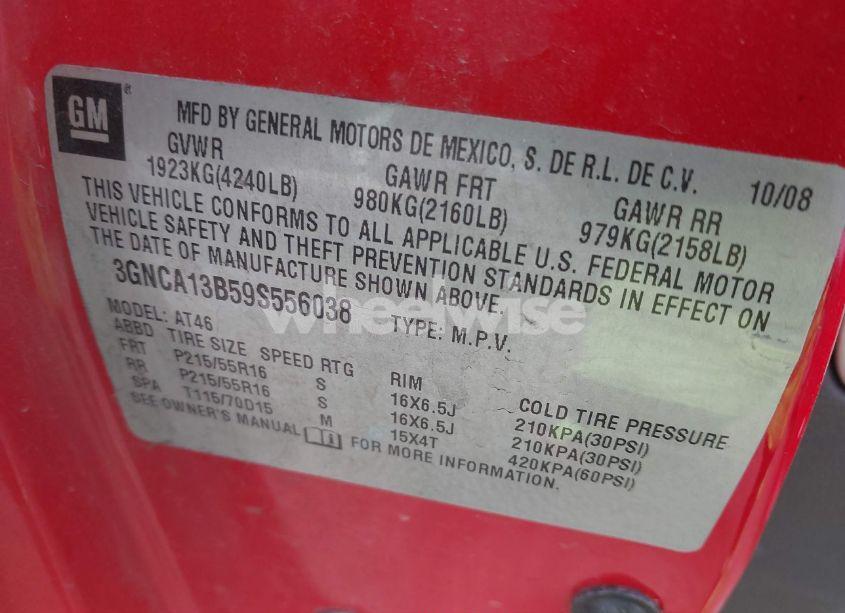 GM
MFD BY GENERAL MOTORS DE MEXICO, S. DE R.L. DE C.V. 10/08
GVWR GAWR FRT GAWR RR
1923KG(4240LB) 980KG(2160LB) 979KG(2158LB)
THIS VEHICLE CONFORMS TO ALL APPLICABLE U.S. FEDERAL MOTOR
VEHICLE SAFETY AND THEFT PREVENTION STANDARDS IN EFFECT ON
THE DATE OF MANUFACTURE SHOWN ABOVE.
3GNCA13B59S556038 TYPE: M.P.V.
wheelwise
MODEL: AT46
ABBD TIRE SIZE SPEED RTG RIM COLD TIRE PRESSURE
FRT P215/55R16 S 16X6.5J 210KPA(30PSI)
RR P215/55R16 S 16X6.5J 210KPA(30PSI)
SPA T115/70D15 M 15X4T 420KPA(60PSI)
SEE OWNER'S MANUAL FOR MORE INFORMATION.